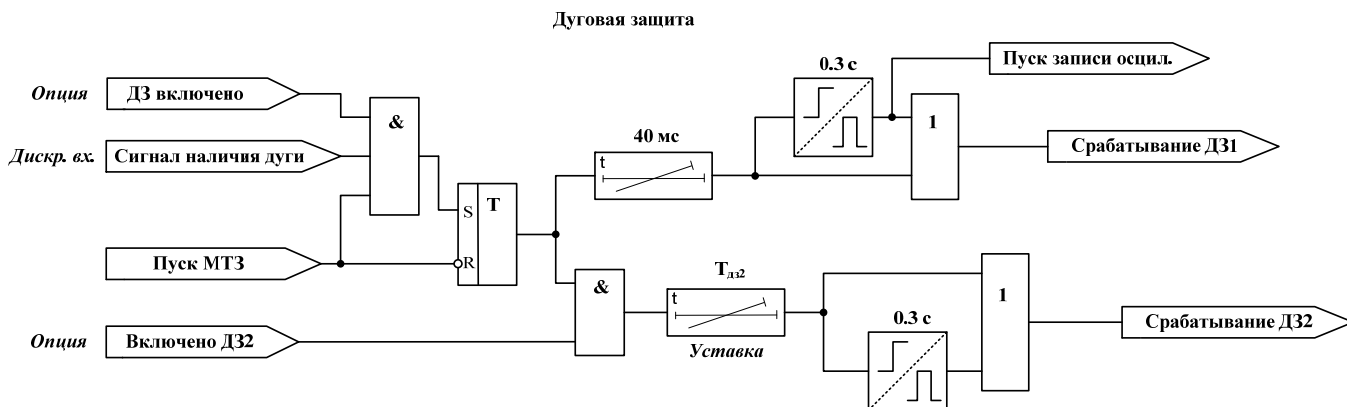 Дуговая защита
Пуск записи осцил.
0.3 с
Опция
ДЗ включено
&
1
40 мс
Срабатывание ДЗ1
Дискр. вх.
Сигнал наличия дуги
t
S
T
Пуск МТЗ
R
Tдз2
&
1
t
0.3 с
Срабатывание ДЗ2
Опция
Включено ДЗ2
Уставка